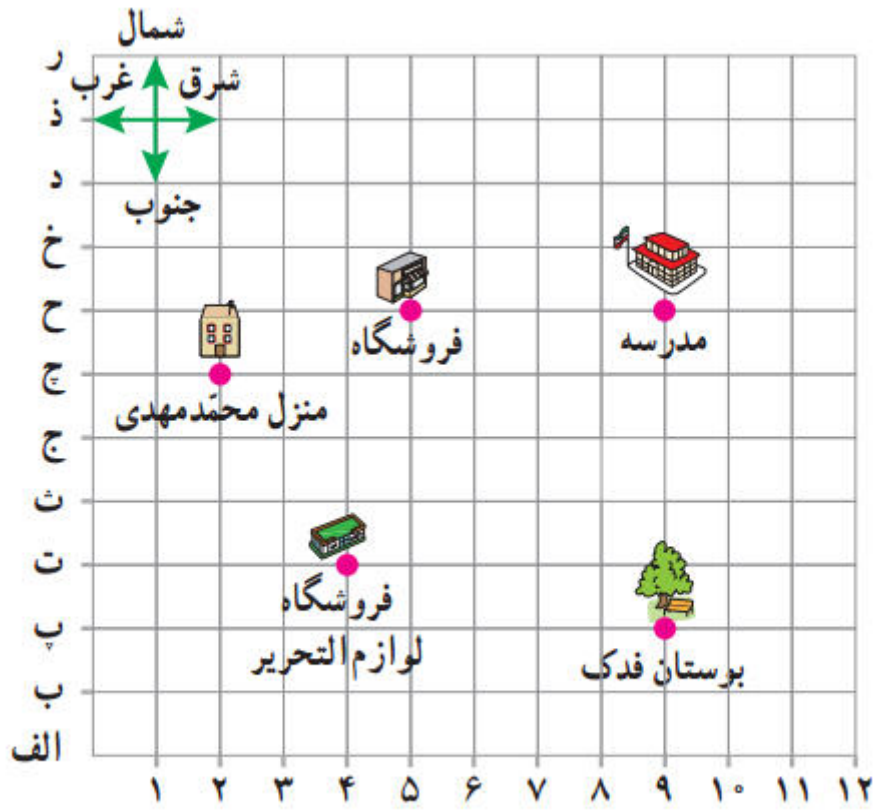 شمال
غرب شرق
جنوب
ر
ذ
د
خ
ح
چ
ج
ث
ت
پ
ب
الف
مدرسه
فروشگاه
منزل محمّدمهدی
فروشگاه
لوازم‌التحریر
بوستان فدک
۱ ۲ ۳ ۴ ۵ ۶ ۷ ۸ ۹ ۱۰ ۱۱ ۱۲